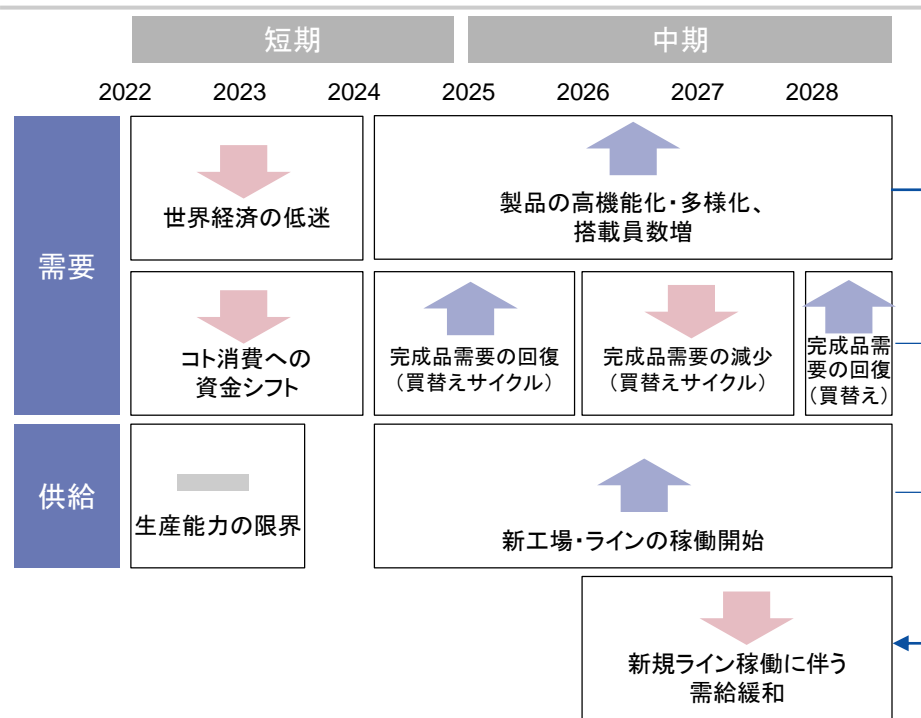 短期
中期
2022 2023 2024 2025 2026 2027 2028
需要
世界経済の低迷
製品の高機能化・多様化、
搭載員数増
コト消費への
資金シフト
完成品需要の回復
（買替えサイクル）
完成品需要の減少
（買替えサイクル）
完成品需
要の回復
（買替え）
供給
生産能力の限界
新工場・ラインの稼働開始
新規ライン稼働に伴う
需給緩和